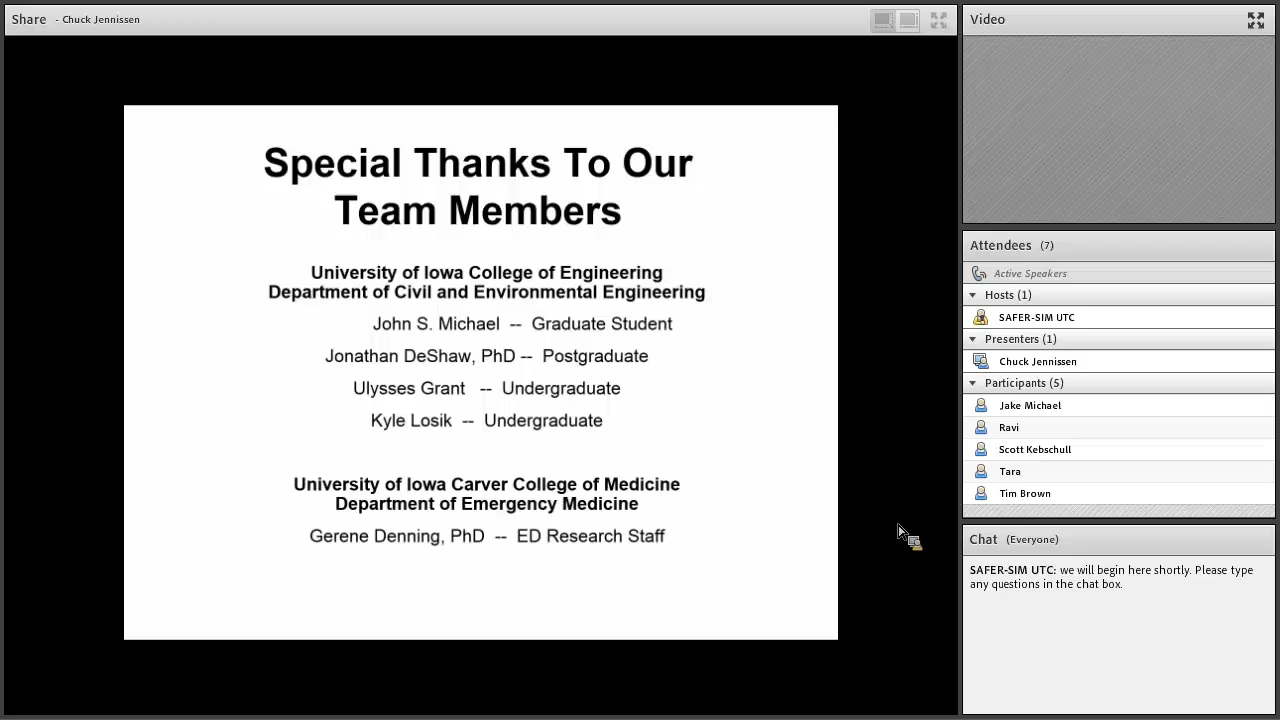 Share - Chuck Jennissen
Special Thanks To Our
Team Members
University of Iowa College of Engineering
Department of Civil and Environmental Engineering
John S. Michael -- Graduate Student
Jonathan DeShaw, PhD -- Postgraduate
Ulysses Grant -- Undergraduate
Kyle Losik -- Undergraduate
University of Iowa Carver College of Medicine
Department of Emergency Medicine
Gerene Denning, PhD -- ED Research Staff
Video
Attendees (7)
Active Speakers
Hosts (1)
SAFER-SIM UTC
Presenters (1)
Chuck Jennissen
Participants (5)
Jake Michael
Ravi
Scott Kebschull
Tara
Tim Brown
Chat (Everyone)
SAFER-SIM UTC: we will begin here shortly. Please type
any questions in the chat box.